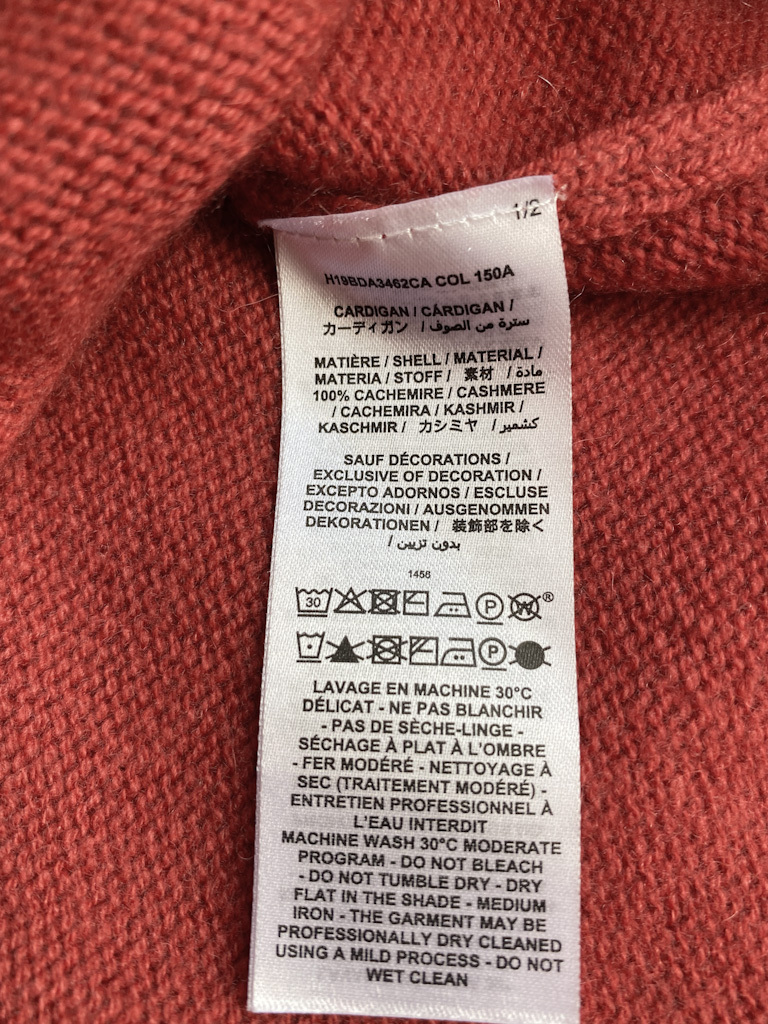 1/2
H19BDA3462CA COL 150A
CARDIGAN / CÁRDIGAN /
カーディガン / سترة من الصوف /
MATIÈRE / SHELL / MATERIAL /
MATERIA / STOFF / 素材 / مادة /
100% CACHEMIRE / CASHMERE
/ CACHEMIRA / KASHMIR /
KASCHMIR / カシミヤ / كشمير /
SAUF DÉCORATIONS /
EXCLUSIVE OF DECORATION /
EXCEPTO ADORNOS / ESCLUSE
DECORAZIONI / AUSGENOMMEN
DEKORATIONEN / 装飾部を除く
/ بدون تزيين /
1456
30 P W ®
P
LAVAGE EN MACHINE 30°C
DÉLICAT - NE PAS BLANCHIR
- PAS DE SÈCHE-LINGE -
SÉCHAGE À PLAT À L'OMBRE
- FER MODÉRÉ - NETTOYAGE À
SEC (TRAITEMENT MODÉRÉ) -
ENTRETIEN PROFESSIONNEL À
L'EAU INTERDIT
MACHINE WASH 30°C MODERATE
PROGRAM - DO NOT BLEACH
- DO NOT TUMBLE DRY - DRY
FLAT IN THE SHADE - MEDIUM
IRON - THE GARMENT MAY BE
PROFESSIONALLY DRY CLEANED
USING A MILD PROCESS - DO NOT
WET CLEAN